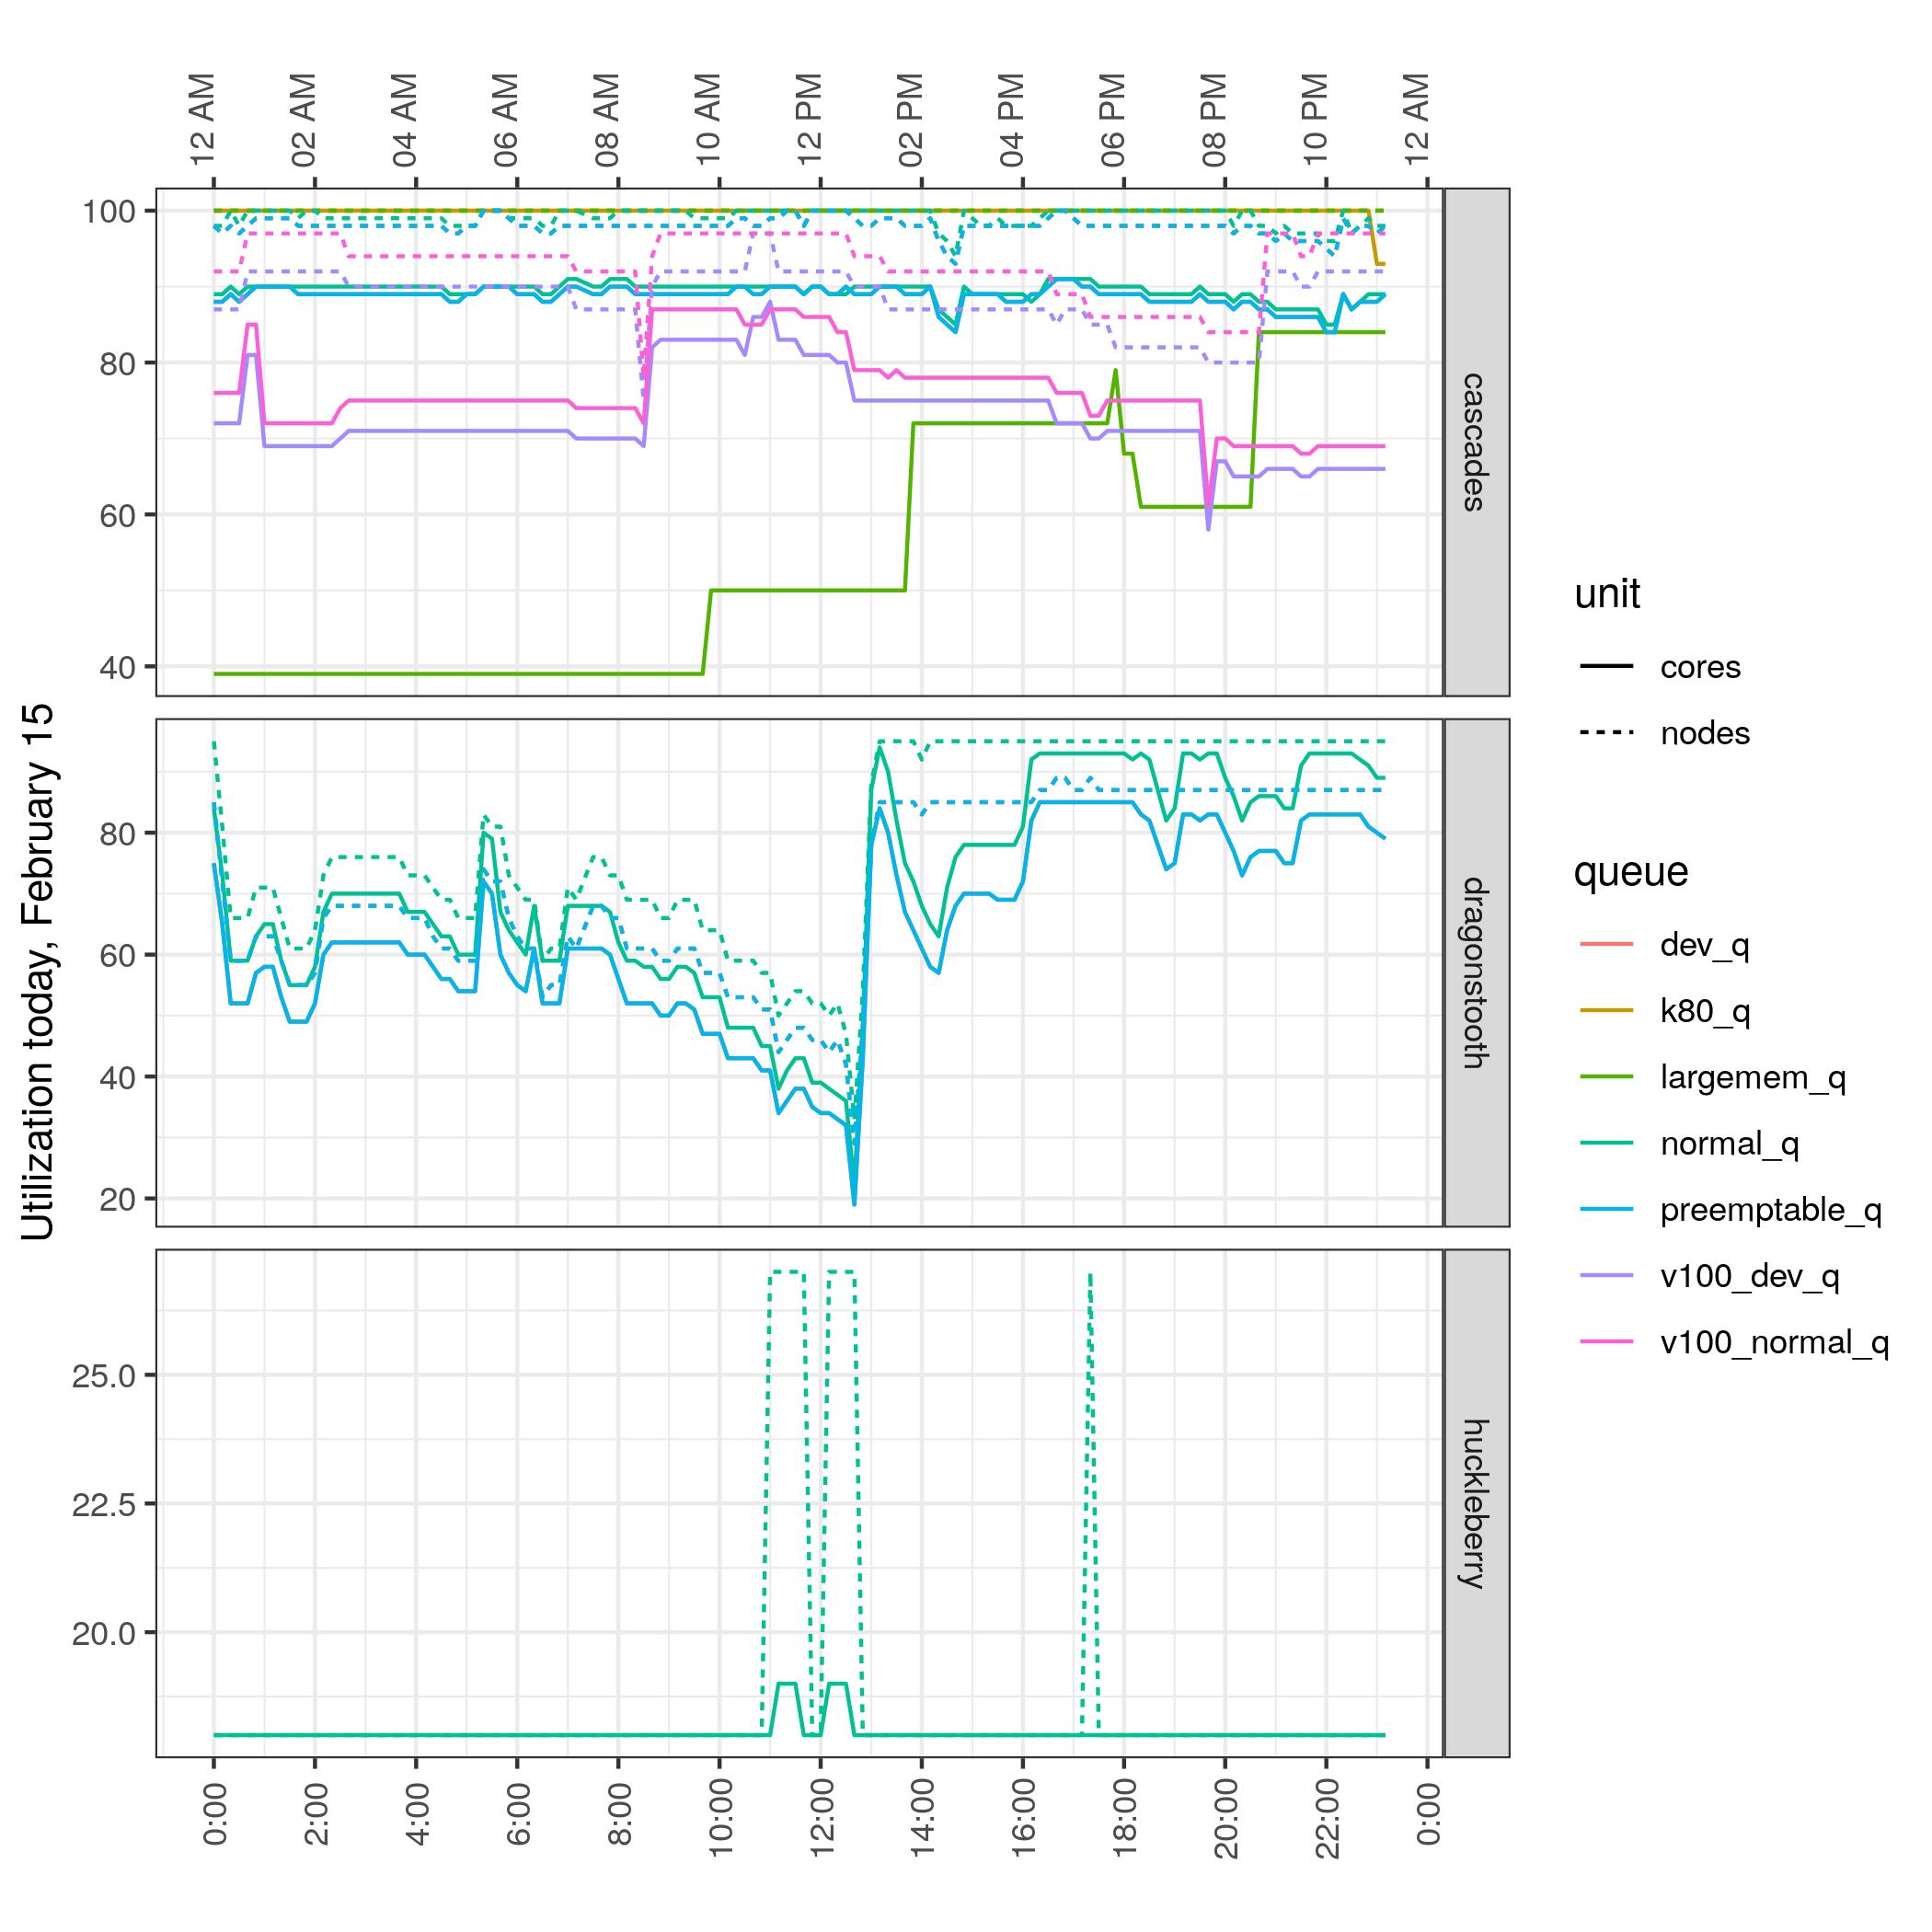 12 AM
02 AM
04 AM
06 AM
08 AM
10 AM
12 PM
02 PM
04 PM
06 PM
08 PM
10 PM
12 AM
Utilization today, February 15
100
80
60
40
cascades
80
60
40
20
dragonstooth
25.0
22.5
20.0
huckleberry
0:00
2:00
4:00
6:00
8:00
10:00
12:00
14:00
16:00
18:00
20:00
22:00
0:00
unit
cores
nodes
queue
dev_q
k80_q
largemem_q
normal_q
preemptable_q
v100_dev_q
v100_normal_q